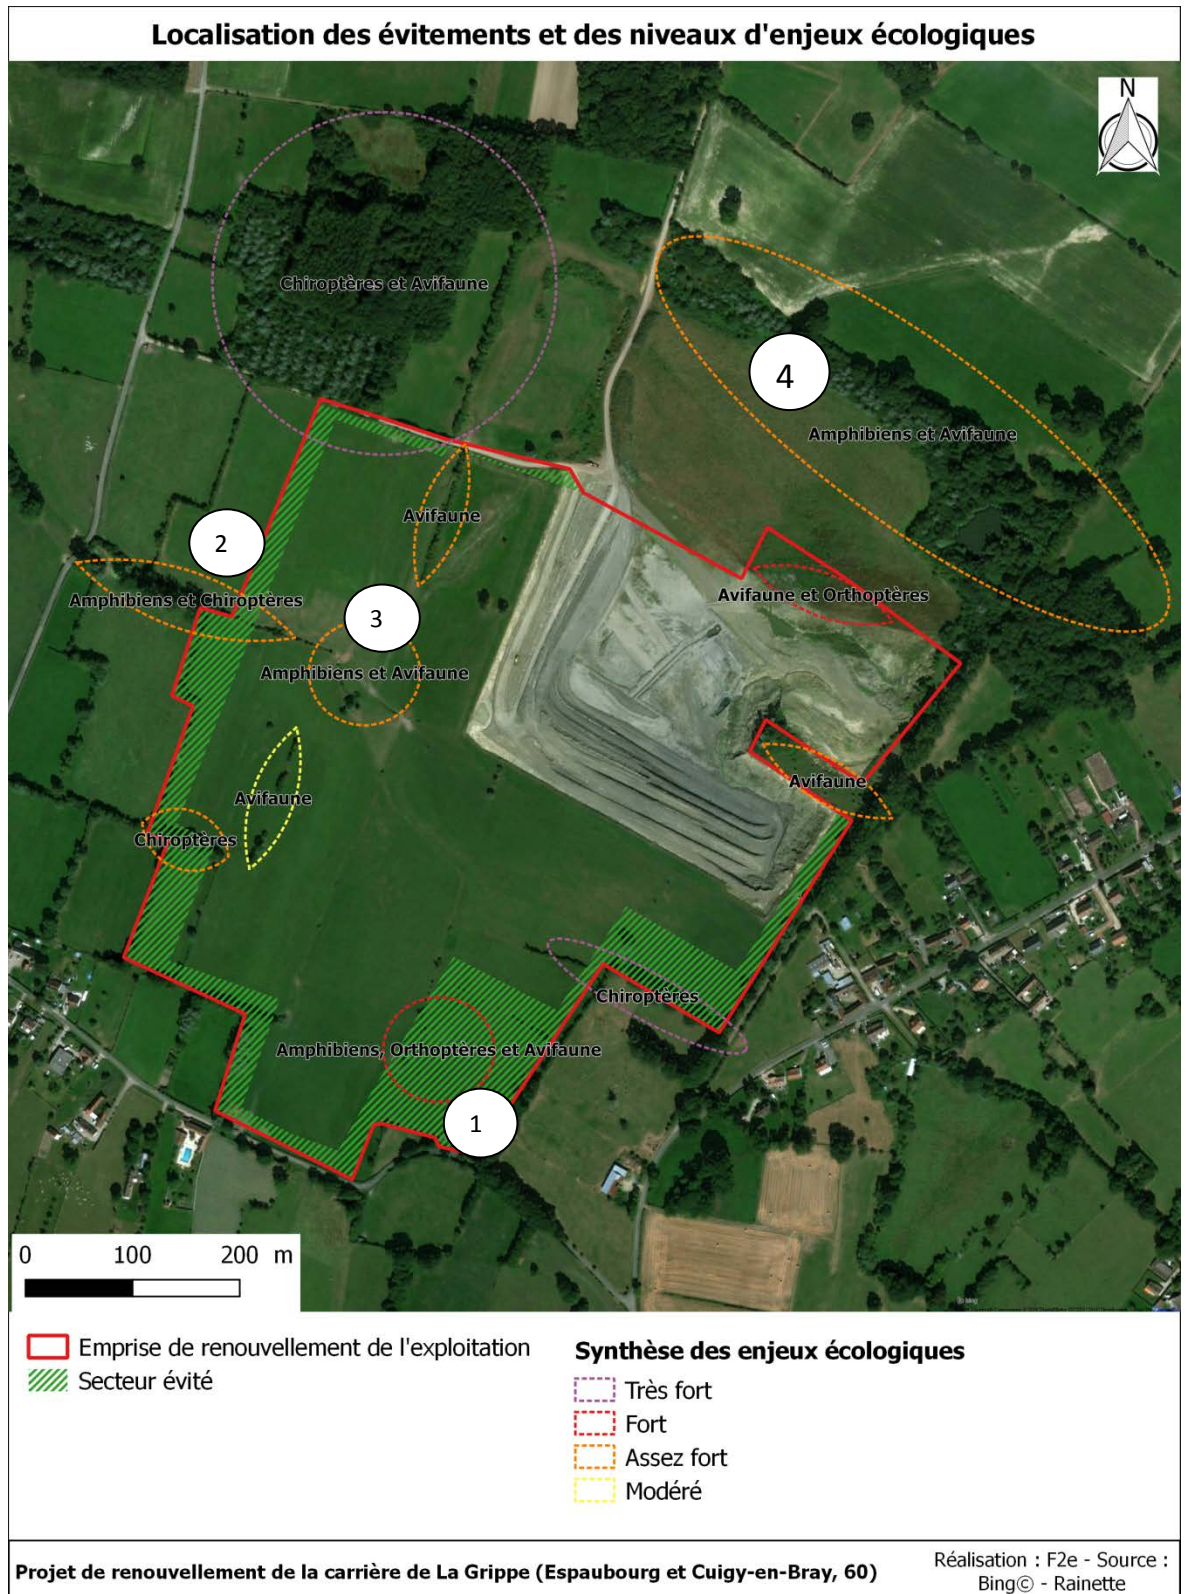 Localisation des évitements et des niveaux d'enjeux écologiques
N
Chiroptères et Avifaune
4
Amphibiens et Avifaune
Avifaune
2
Amphibiens et Chiroptères
Avifaune et Orthoptères
3
Amphibiens et Avifaune
Avifaune
Avifaune
Chiroptères
Chiroptères
Amphibiens, Orthoptères et Avifaune
1
0 100 200 m
Emprise de renouvellement de l'exploitation
Secteur évité
Synthèse des enjeux écologiques
Très fort
Fort
Assez fort
Modéré
Projet de renouvellement de la carrière de La Grippe (Espaubourg et Cuigy-en-Bray, 60)
Réalisation : F2e - Source :
Bing© - Rainette